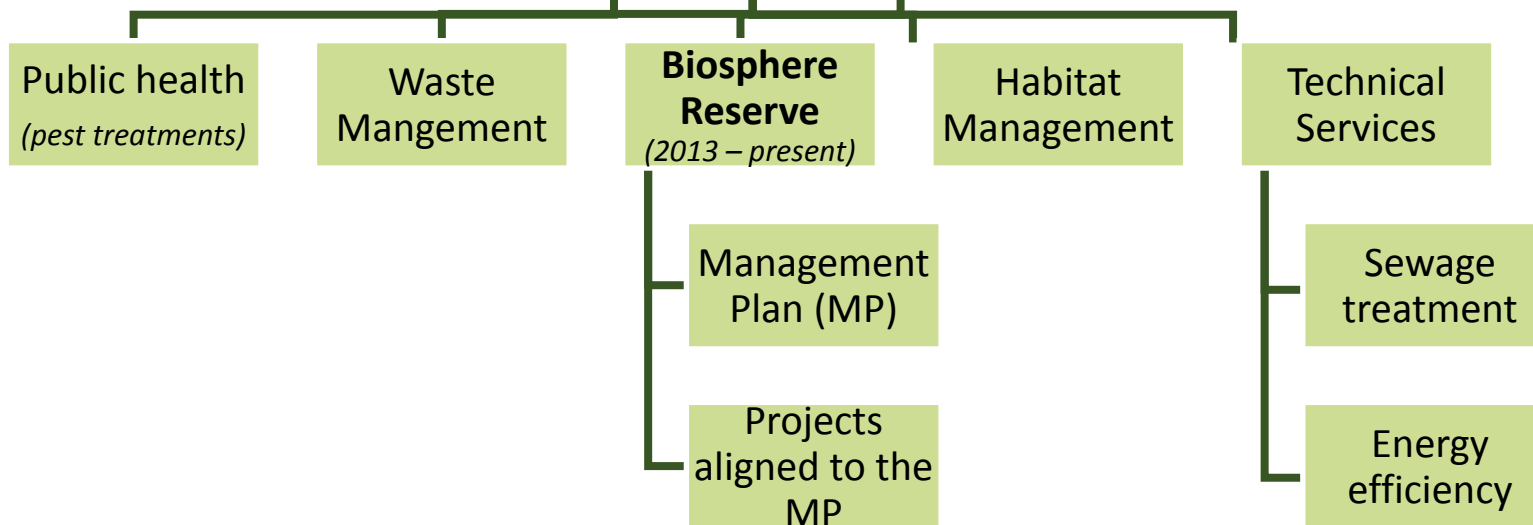 Public health
(pest treatments)
Waste
Mangement
Biosphere
Reserve
(2013 – present)
Habitat
Management
Technical
Services
Management
Plan (MP)
Sewage
treatment
Projects
aligned to the
MP
Energy
efficiency